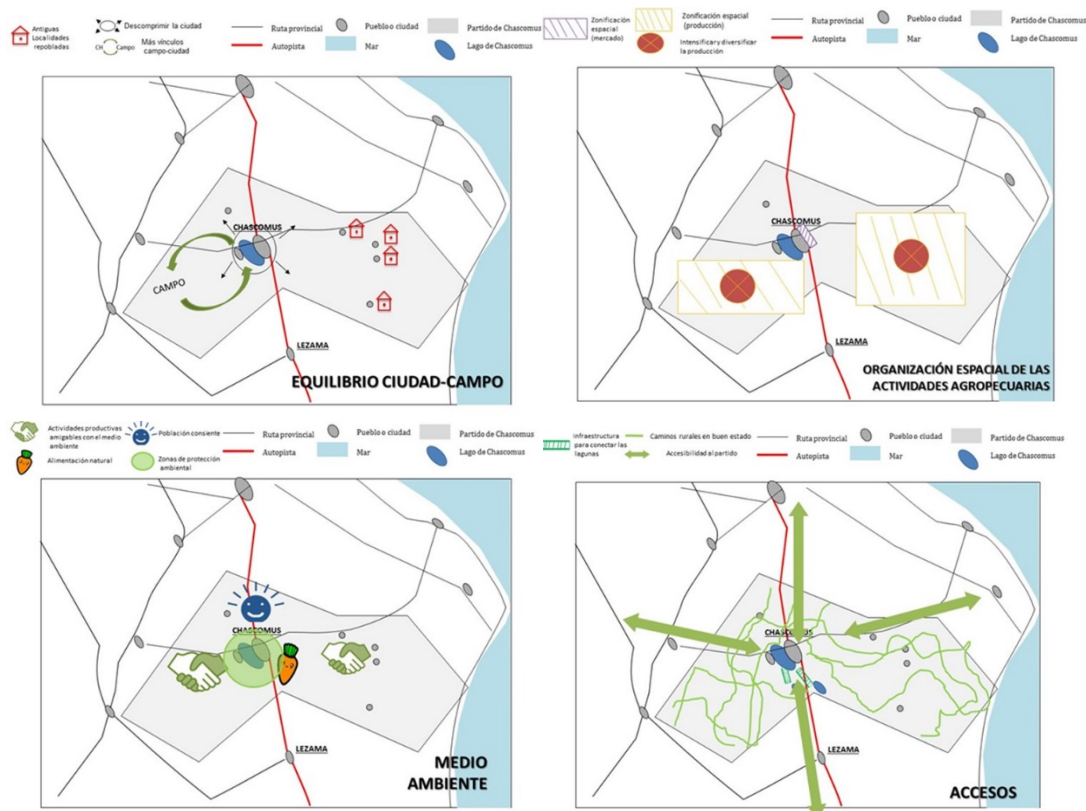 Antiguas
Localidades
repobladas
Descomprimir la ciudad
CH
Campo
Más vínculos
campo-ciudad
Ruta provincial
Autopista
Pueblo o ciudad
Mar
Partido de Chascomus
Lago de Chascomus
CHASCOMUS
CAMPO
LEZAMA
EQUILIBRIO CIUDAD-CAMPO
Zonificación
espacial
(mercado)
Zonificación espacial
(producción)
Intensificar y diversificar
la producción
Ruta provincial
Autopista
Pueblo o ciudad
Mar
Partido de Chascomus
Lago de Chascomus
CHASCOMUS
LEZAMA
ORGANIZACIÓN ESPACIAL DE LAS
ACTIVIDADES AGROPECUARIAS
Actividades productivas
amigables con el medio
ambiente
Alimentación natural
Población consiente
Zonas de protección
ambiental
Ruta provincial
Autopista
Pueblo o ciudad
Mar
Partido de Chascomus
Lago de Chascomus
CHASCOMUS
LEZAMA
MEDIO
AMBIENTE
Infraestructura
para conectar las
lagunas
Caminos rurales en buen estado
Accesibilidad al partido
Ruta provincial
Autopista
Pueblo o ciudad
Mar
Partido de Chascomus
Lago de Chascomus
CHASCOMUS
LEZAMA
ACCESOS